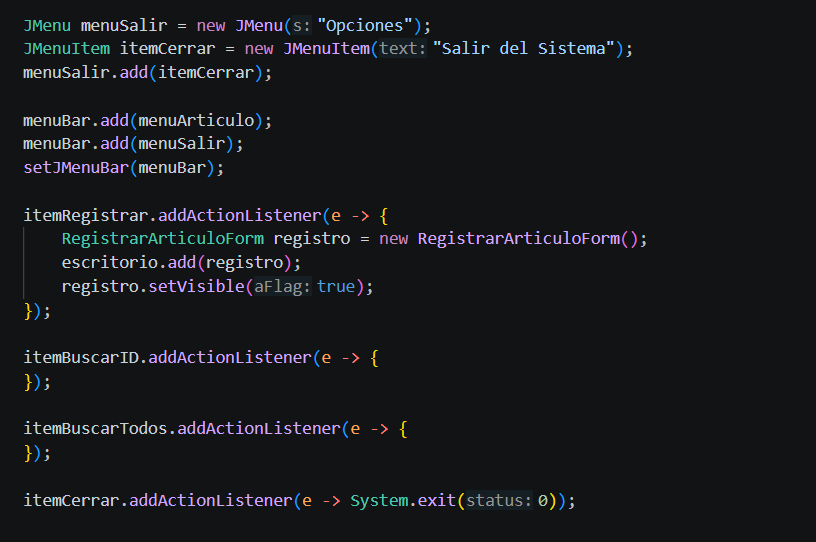 JMenu menuSalir = new JMenu(s: "Opciones");
JMenuItem itemCerrar = new JMenuItem(text: "Salir del Sistema");
menuSalir.add(itemCerrar);
menuBar.add(menuArticulo);
menuBar.add(menuSalir);
setJMenuBar(menuBar);
itemRegistrar.addActionListener(e -> {
RegistrarArticuloForm registro = new RegistrarArticuloForm();
escritorio.add(registro);
registro.setVisible(aFlag: true);
});
itemBuscarID.addActionListener(e -> {
});
itemBuscarTodos.addActionListener(e -> {
});
itemCerrar.addActionListener(e -> System.exit(status: 0));